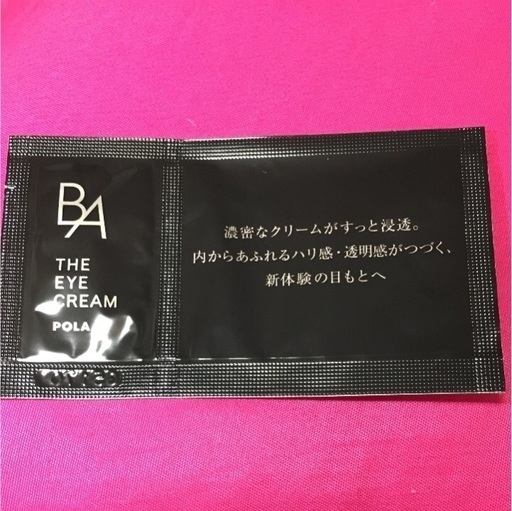 BA
THE
EYE
CREAM
POLA
濃密なクリームがすっと浸透。
内からあふれるハリ感・透明感がつづく、
新体験の目もとへ